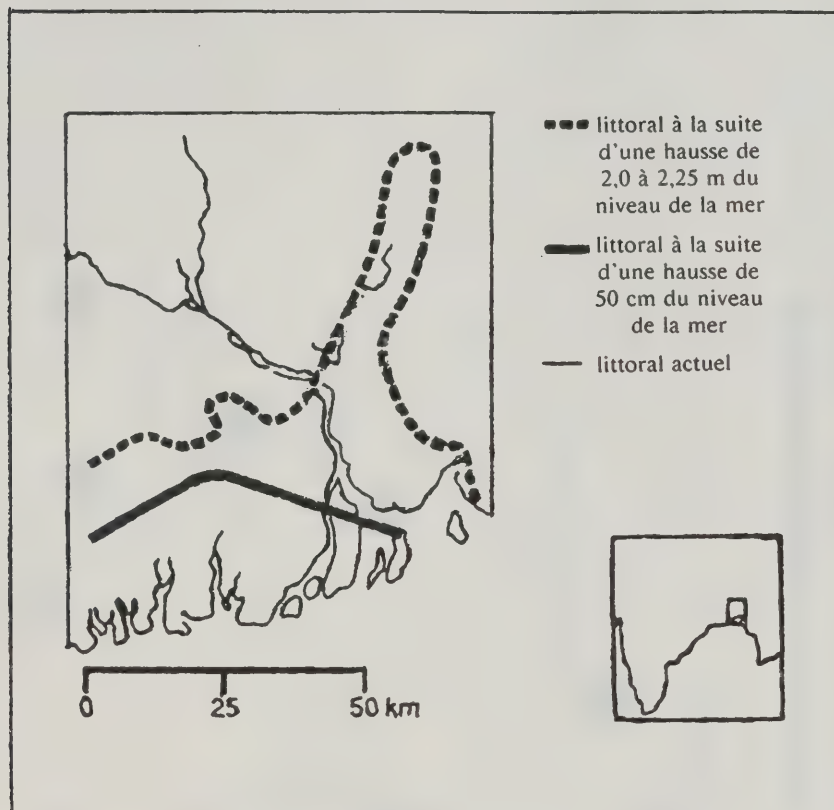 littoral à la suite
d'une hausse de
2,0 à 2,25 m du
niveau de la mer
littoral à la suite
d'une hausse de
50 cm du niveau
de la mer
littoral actuel
0 25 50 km